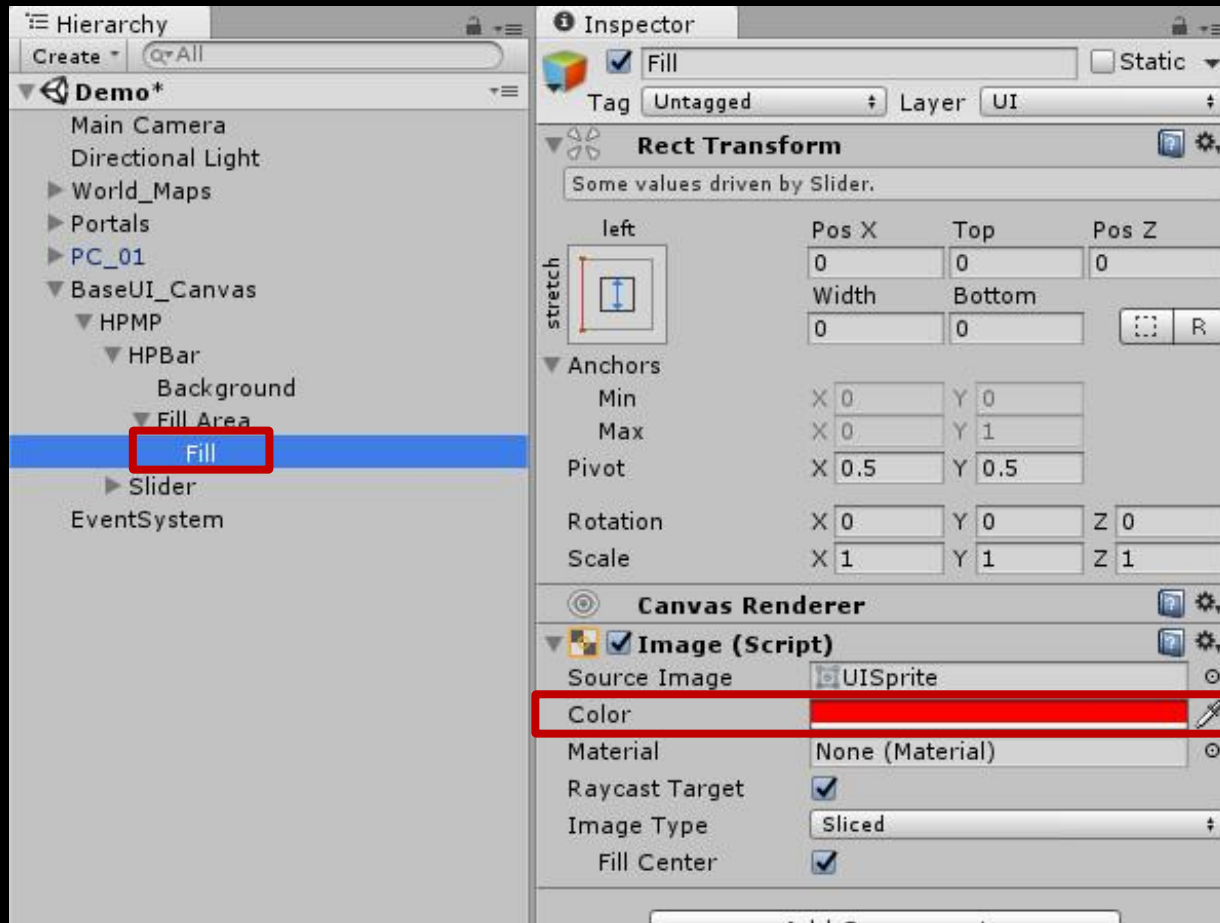 Hierarchy
Create
All
Demo*
Main Camera
Directional Light
World_Maps
Portals
PC_01
BaseUI_Canvas
HPMP
HPBar
Background
Fill Area
Fill
Slider
EventSystem
Inspector
Fill
Static
Tag Untagged Layer UI
Rect Transform
Some values driven by Slider.
left
stretch
Pos X Top Pos Z
0 0 0
Width Bottom
0 0 R
Anchors
Min X 0 Y 0
Max X 0 Y 1
Pivot X 0.5 Y 0.5
Rotation X 0 Y 0 Z 0
Scale X 1 Y 1 Z 1
Canvas Renderer
Image (Script)
Source Image UISprite
Color
Material None (Material)
Raycast Target
Image Type Sliced
Fill Center